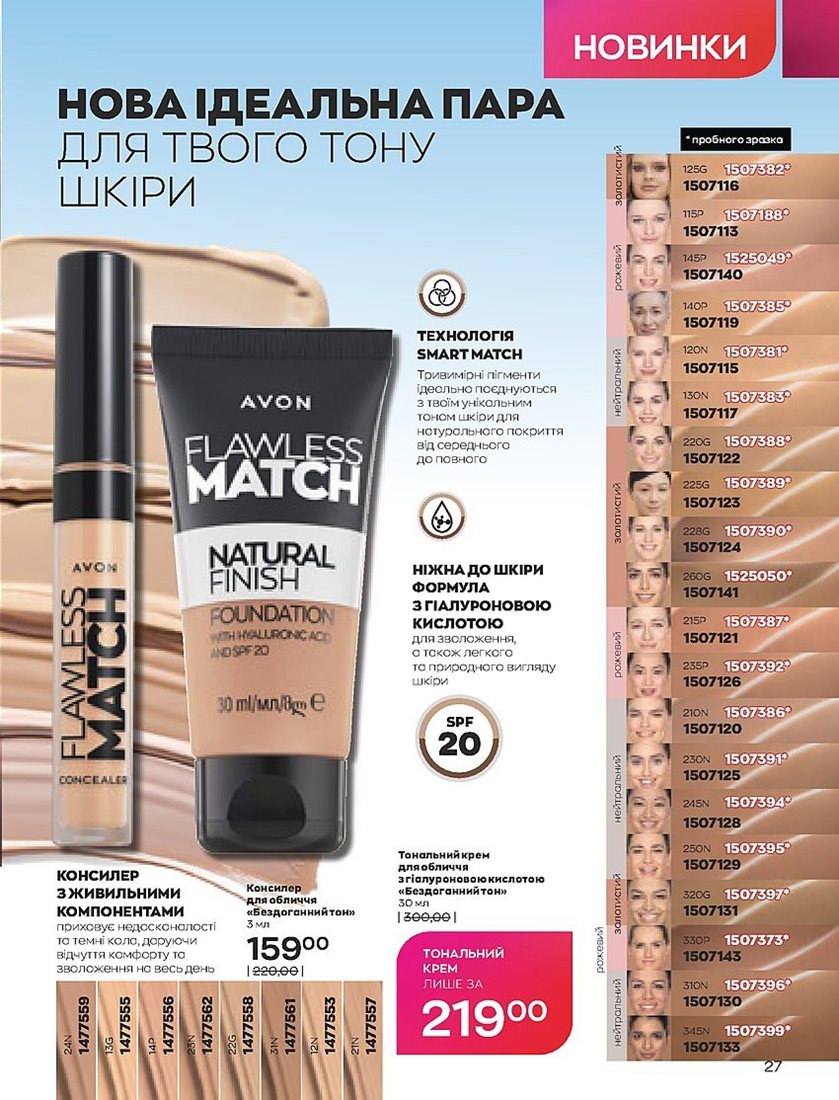 НОВИНКИ
НОВА ІДЕАЛЬНА ПАРА
ДЛЯ ТВОГО ТОНУ
ШКІРИ
* пробного зразка
золотистий
125G 1507382*
1507116
рожевий
115P 1507188*
1507113
145P 1525049*
1507140
140P 1507385*
1507119
нейтральний
120N 1507381*
1507115
130N 1507383*
1507117
золотистий
220G 1507388*
1507122
225G 1507389*
1507123
228G 1507390*
1507124
260G 1525050*
1507141
рожевий
215P 1507387*
1507121
235P 1507392*
1507126
нейтральний
210N 1507386*
1507120
230N 1507391*
1507125
245N 1507394*
1507128
250N 1507395*
1507129
золотистий
320G 1507397*
1507131
рожевий
330P 1507373*
1507143
нейтральний
310N 1507396*
1507130
345N 1507399*
1507133
ТЕХНОЛОГІЯ
SMART MATCH
Тривимірні пігменти
ідеально поєднуються
з твоїм унікальним
тоном шкіри для
натурального покриття
від середнього
до повного
НІЖНА ДО ШКІРИ
ФОРМУЛА
З ГІАЛУРОНОВОЮ
КИСЛОТОЮ
для зволоження,
а також легкого
та природного вигляду
шкіри
SPF
20
AVON
FLAWLESS
MATCH
CONCEALER
AVON
FLAWLESS
MATCH
NATURAL
FINISH
FOUNDATION
WITH HYALURONIC ACID
AND SPF 20
30 ml/мл/მლ e
КОНСИЛЕР
З ЖИВИЛЬНИМИ
КОМПОНЕНТАМИ
приховує недосконалості
та темні кола, даруючи
відчуття комфорту та
зволоження на весь день
Консилер
для обличчя
«Бездоганний тон»
3 мл
159⁰⁰
| 220,00 |
Тональний крем
для обличчя
з гіалуроновою кислотою
«Бездоганний тон»
30 мл
| 300,00 |
ТОНАЛЬНИЙ
КРЕМ
ЛИШЕ ЗА
219⁰⁰
24N 1477559
13G 1477555
14P 1477556
23N 1477562
22G 1477558
31N 1477561
12N 1477553
21N 1477557
27